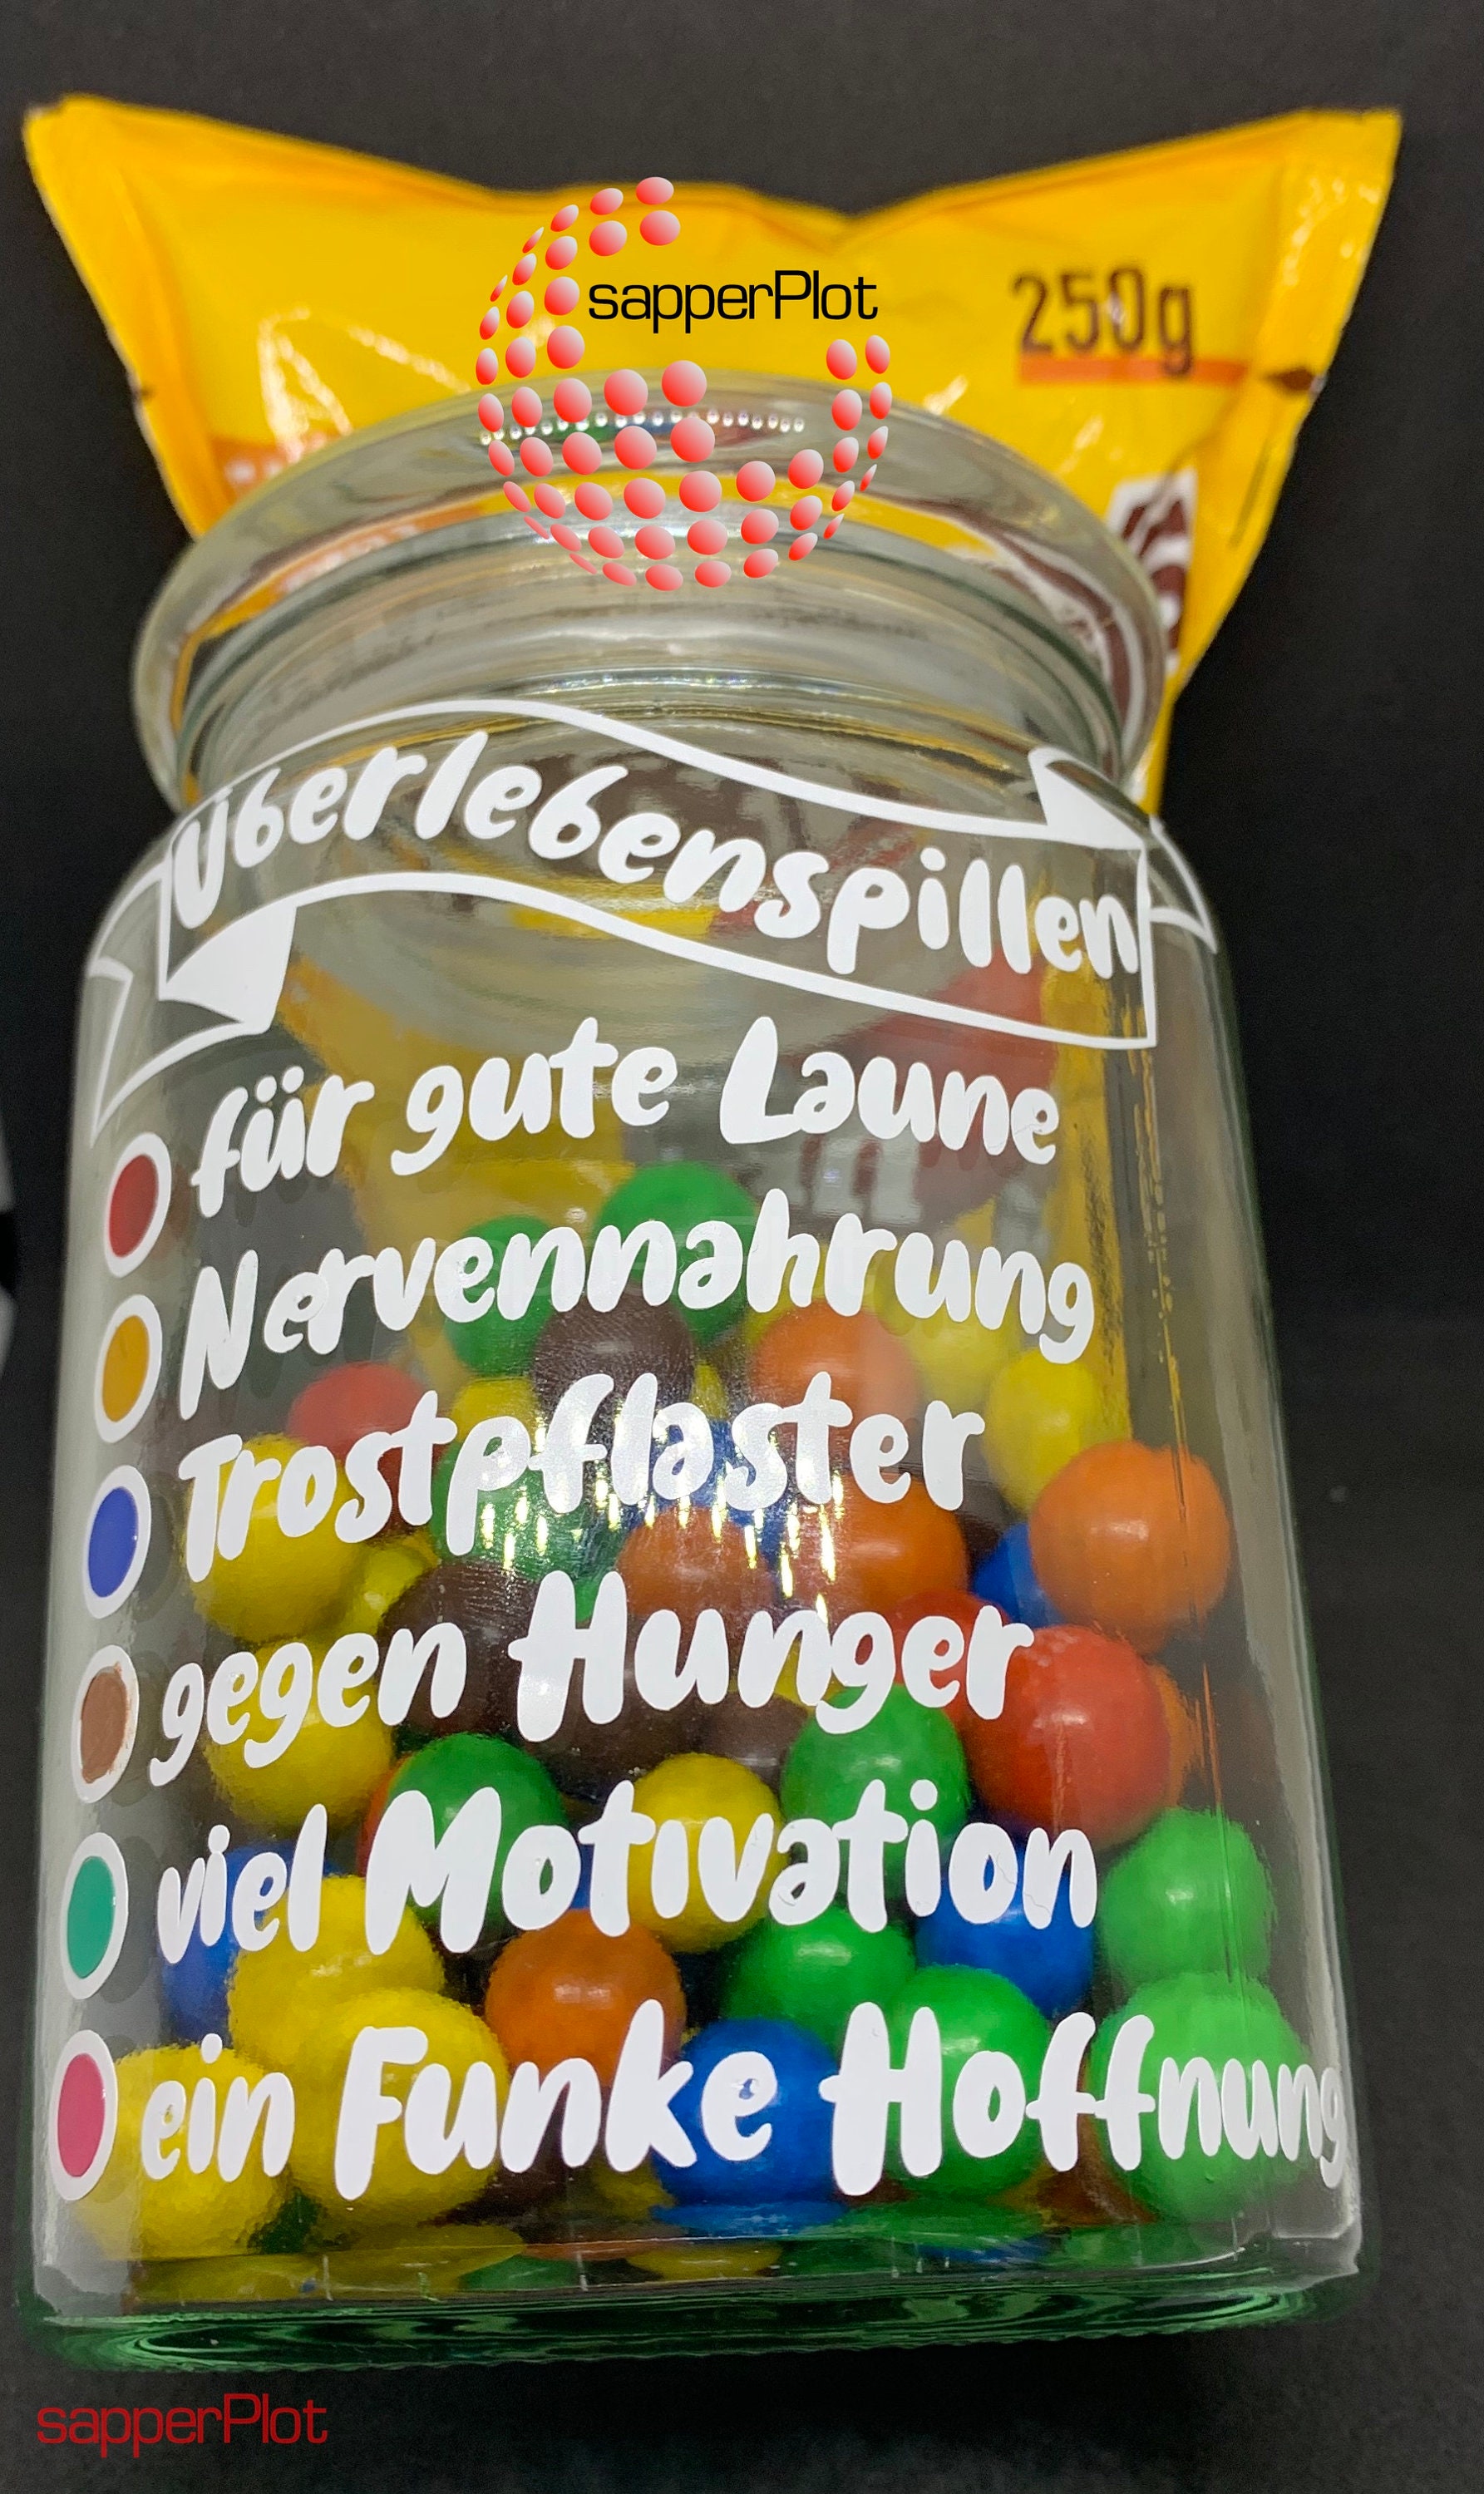 sapperPlot
250g
Überlebenspillen
für gute Laune
Nervennahrung
Trostpflaster
gegen Hunger
viel Motivation
ein Funke Hoffnung
sapperPlot